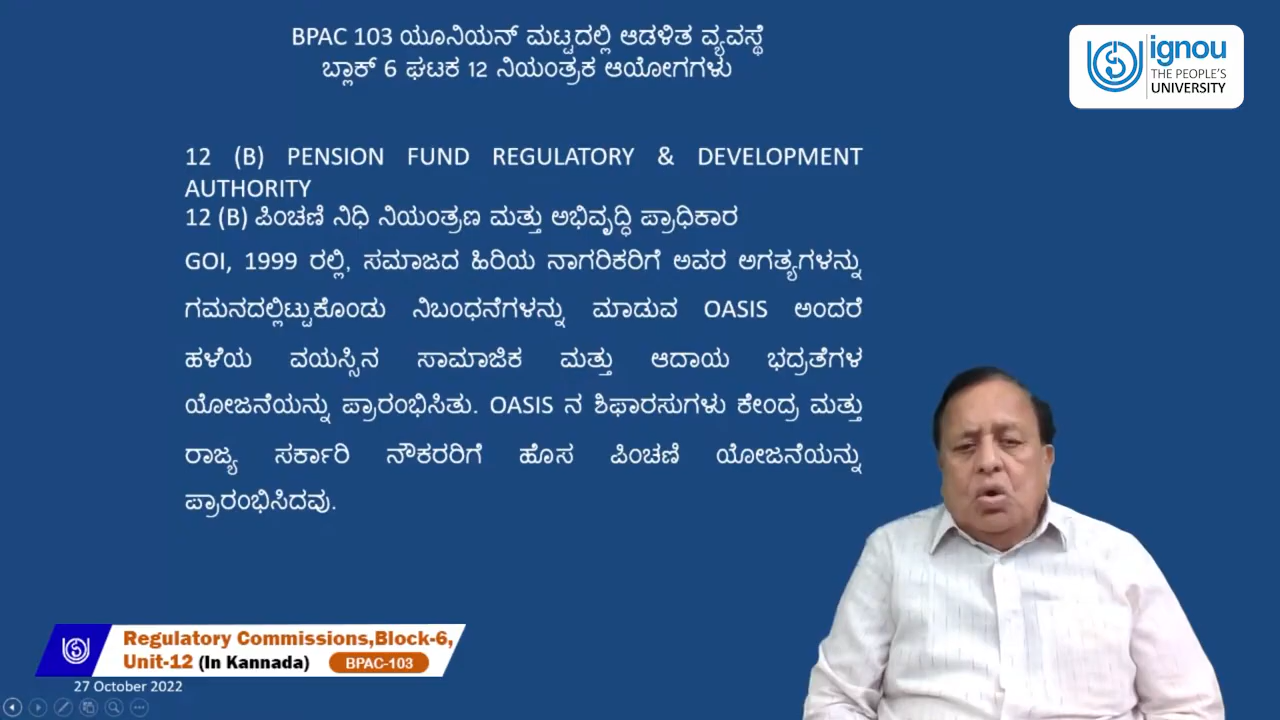 BPAC 103 ಯೂನಿಯನ್ ಮಟ್ಟದಲ್ಲಿ ಆಡಳಿತ ವ್ಯವಸ್ಥೆ
ಬ್ಲಾಕ್ 6 ಘಟಕ 12 ನಿಯಂತ್ರಕ ಆಯೋಗಗಳು
ignou
THE PEOPLE'S
UNIVERSITY
12 (B) PENSION FUND REGULATORY & DEVELOPMENT
AUTHORITY
12 (B) ಪಿಂಚಣಿ ನಿಧಿ ನಿಯಂತ್ರಣ ಮತ್ತು ಅಭಿವೃದ್ಧಿ ಪ್ರಾಧಿಕಾರ
GOI, 1999 ರಲ್ಲಿ, ಸಮಾಜದ ಹಿರಿಯ ನಾಗರಿಕರಿಗೆ ಅವರ ಅಗತ್ಯಗಳನ್ನು
ಗಮನದಲ್ಲಿಟ್ಟುಕೊಂಡು ನಿಬಂಧನೆಗಳನ್ನು ಮಾಡುವ OASIS ಅಂದರೆ
ಹಳೆಯ ವಯಸ್ಸಿನ ಸಾಮಾಜಿಕ ಮತ್ತು ಆದಾಯ ಭದ್ರತೆಗಳ
ಯೋಜನೆಯನ್ನು ಪ್ರಾರಂಭಿಸಿತು. OASIS ನ ಶಿಫಾರಸುಗಳು ಕೇಂದ್ರ ಮತ್ತು
ರಾಜ್ಯ ಸರ್ಕಾರಿ ನೌಕರರಿಗೆ ಹೊಸ ಪಿಂಚಣಿ ಯೋಜನೆಯನ್ನು
ಪ್ರಾರಂಭಿಸಿದವು.
Regulatory Commissions,Block-6,
Unit-12 (In Kannada) BPAC-103
27 October 2022